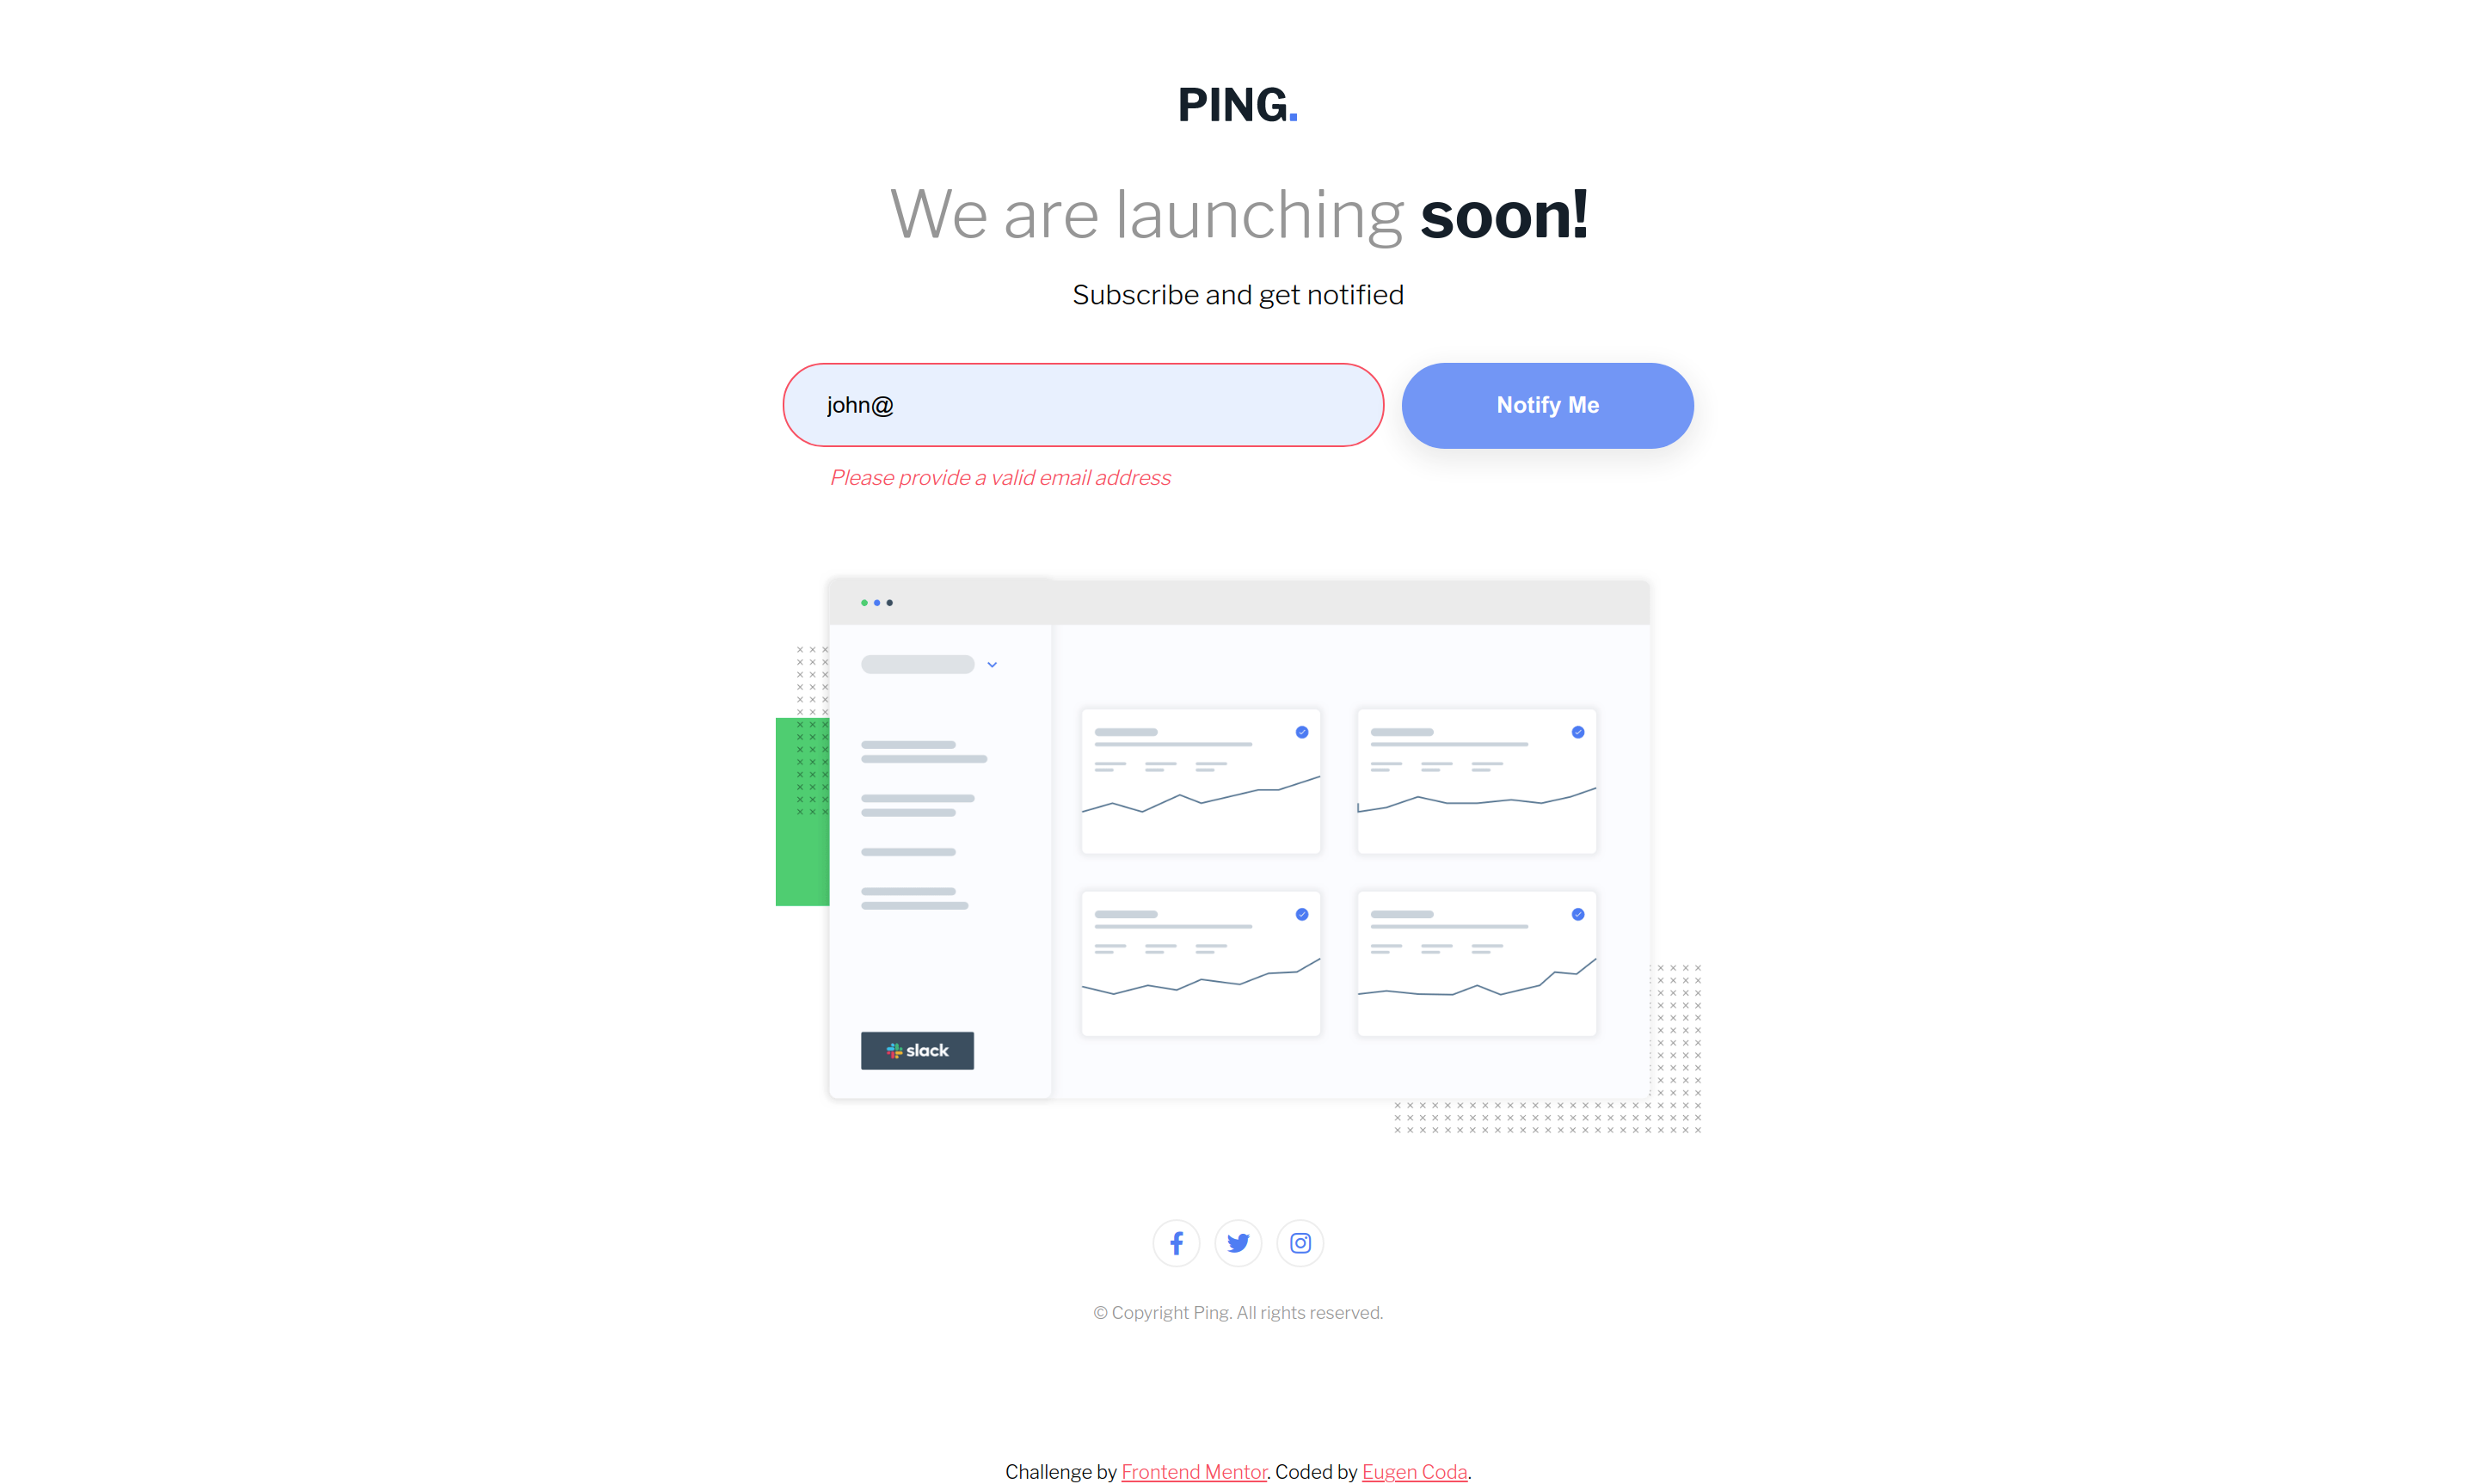 PING.
We are launching soon!
Subscribe and get notified
john@
Notify Me
Please provide a valid email address
slack
© Copyright Ping. All rights reserved.
Challenge by Frontend Mentor. Coded by Eugen Coda.